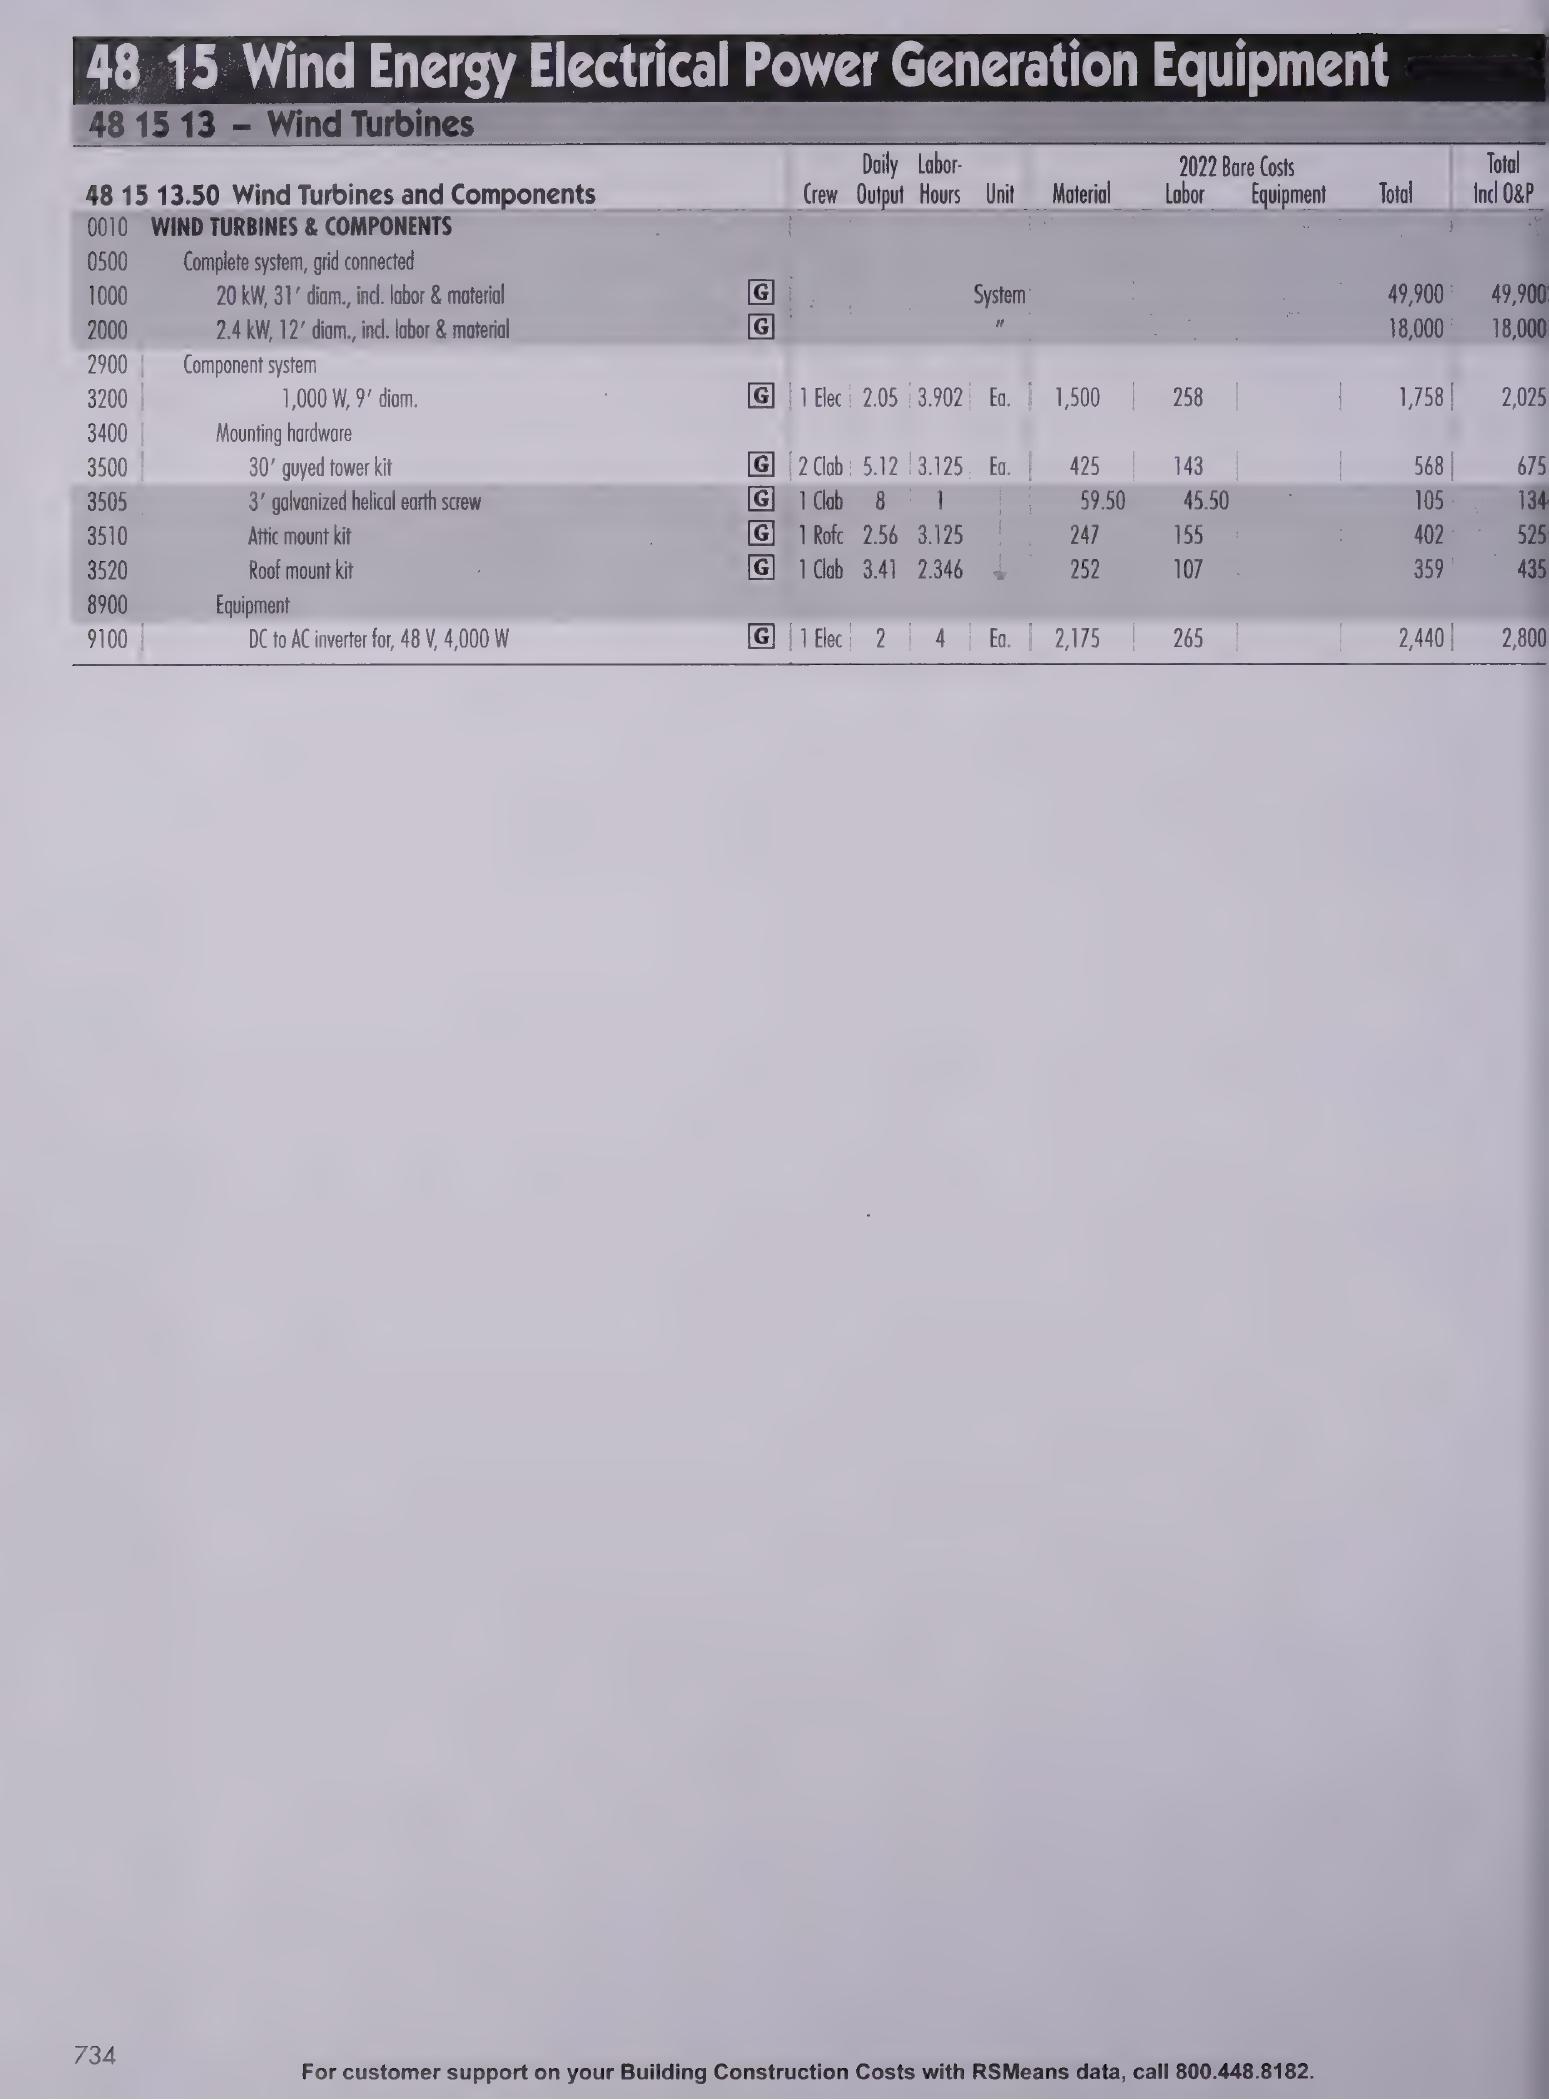 48 15 Wind Energy Electrical Power Generation Equipment
48 15 13 – Wind Turbines
48 15 13.50 Wind Turbines and Components Crew Daily Output Labor-Hours Unit Material 2022 Bare Costs Labor Equipment Total Total Incl O&P
0010 WIND TURBINES & COMPONENTS
0500 Complete system, grid connected
1000 20 kW, 31′ diam., incl. labor & material G System 49,900 49,900
2000 2.4 kW, 12′ diam., incl. labor & material G " 18,000 18,000
2900 Component system
3200 1,000 W, 9′ diam. G 1 Elec 2.05 3.902 Ea. 1,500 258 1,758 2,025
3400 Mounting hardware
3500 30′ guyed tower kit G 2 Clab 5.12 3.125 Ea. 425 143 568 675
3505 3′ galvanized helical earth screw G 1 Clab 8 1 59.50 45.50 105 134
3510 Attic mount kit G 1 Rofc 2.56 3.125 247 155 402 525
3520 Roof mount kit G 1 Clab 3.41 2.346 ↓ 252 107 359 435
8900 Equipment
9100 DC to AC inverter for, 48 V, 4,000 W G 1 Elec 2 4 Ea. 2,175 265 2,440 2,800
734
For customer support on your Building Construction Costs with RSMeans data, call 800.448.8182.